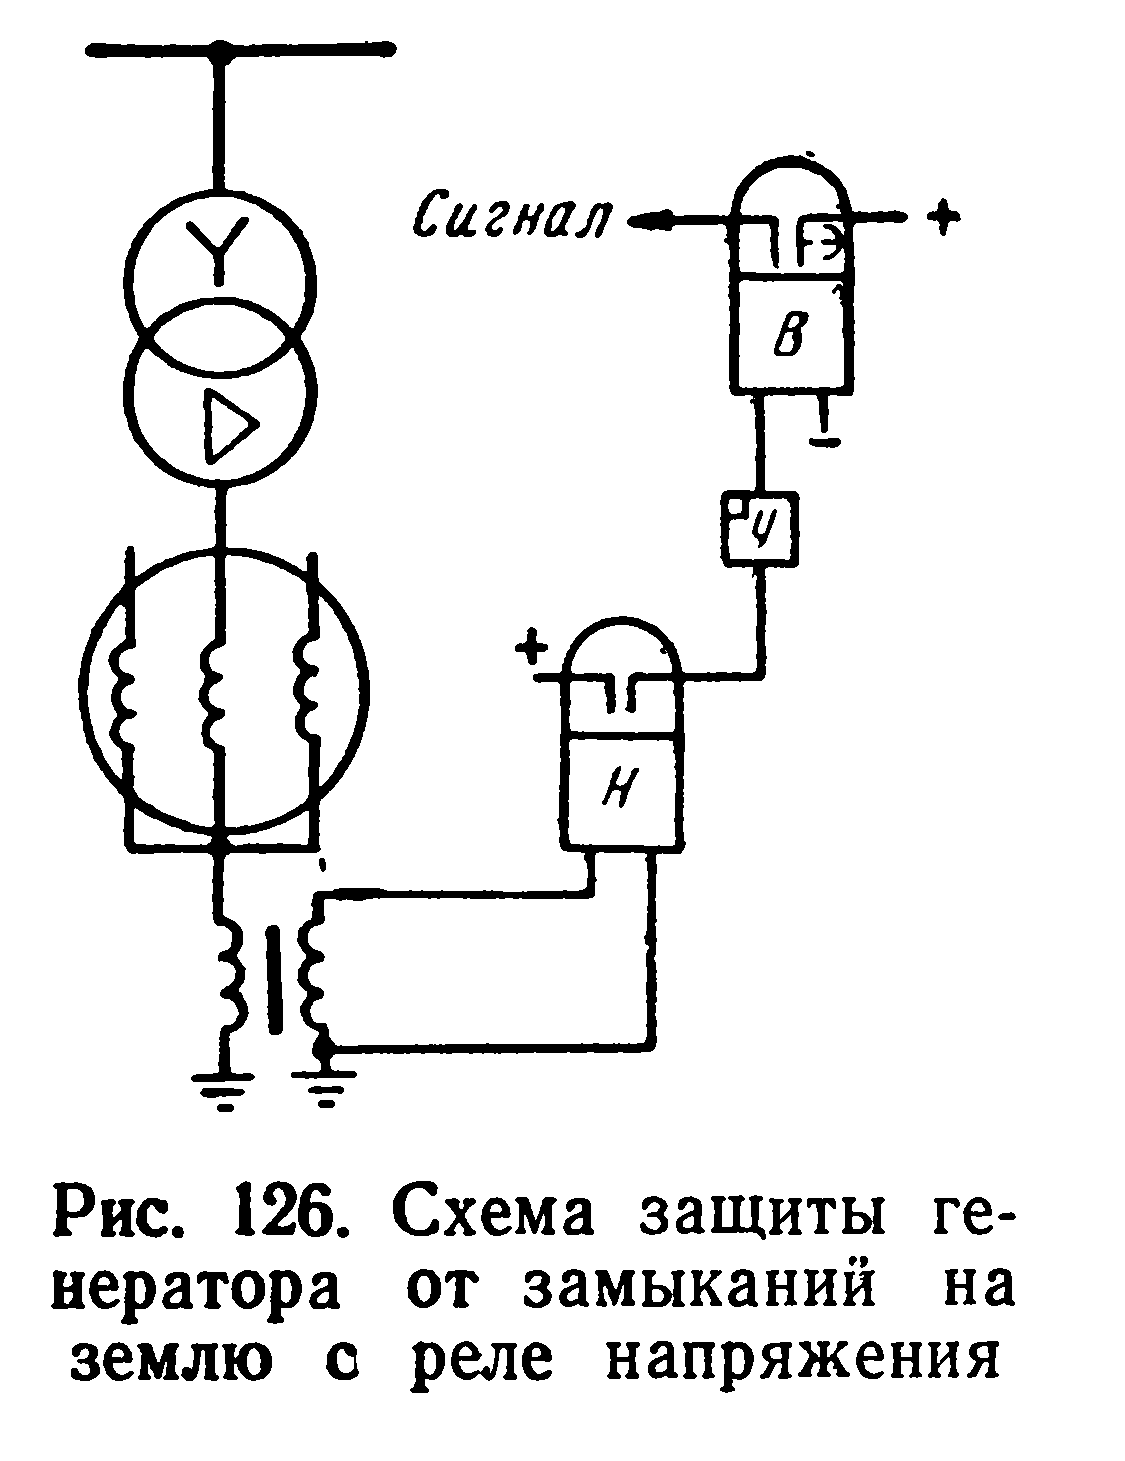 Сигнал
+
В
−
У
+
Н
Рис. 126. Схема защиты ге-
нератора от замыканий на
землю с реле напряжения